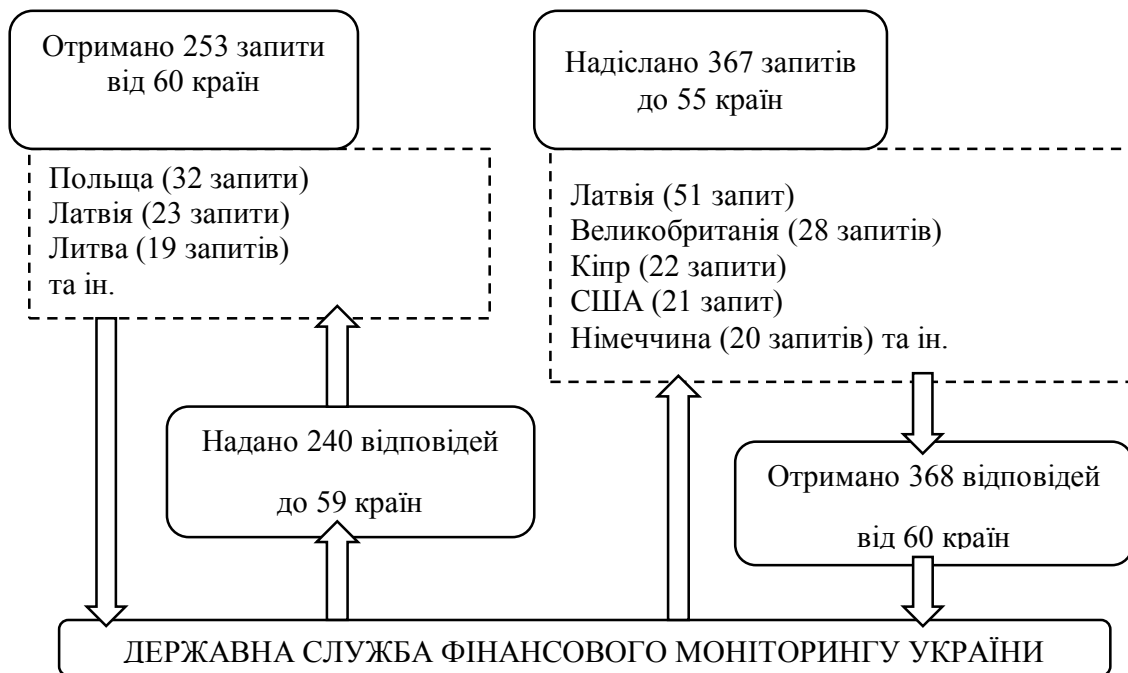 Отримано 253 запити
від 60 країн
Польща (32 запити)
Латвія (23 запити)
Литва (19 запитів)
та ін.
Надано 240 відповідей
до 59 країн
Надіслано 367 запитів
до 55 країн
Латвія (51 запит)
Великобританія (28 запитів)
Кіпр (22 запити)
США (21 запит)
Німеччина (20 запитів) та ін.
Отримано 368 відповідей
від 60 країн
ДЕРЖАВНА СЛУЖБА ФІНАНСОВОГО МОНІТОРИНГУ УКРАЇНИ